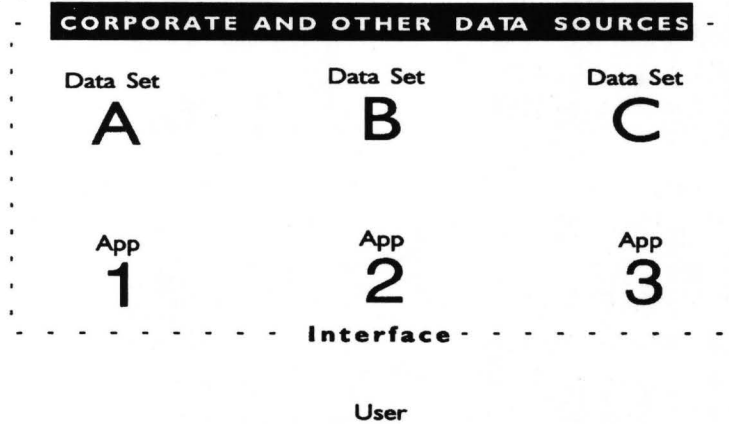 CORPORATE AND OTHER DATA SOURCES
Data Set Data Set Data Set
A B C
App App App
1 2 3
Interface
User